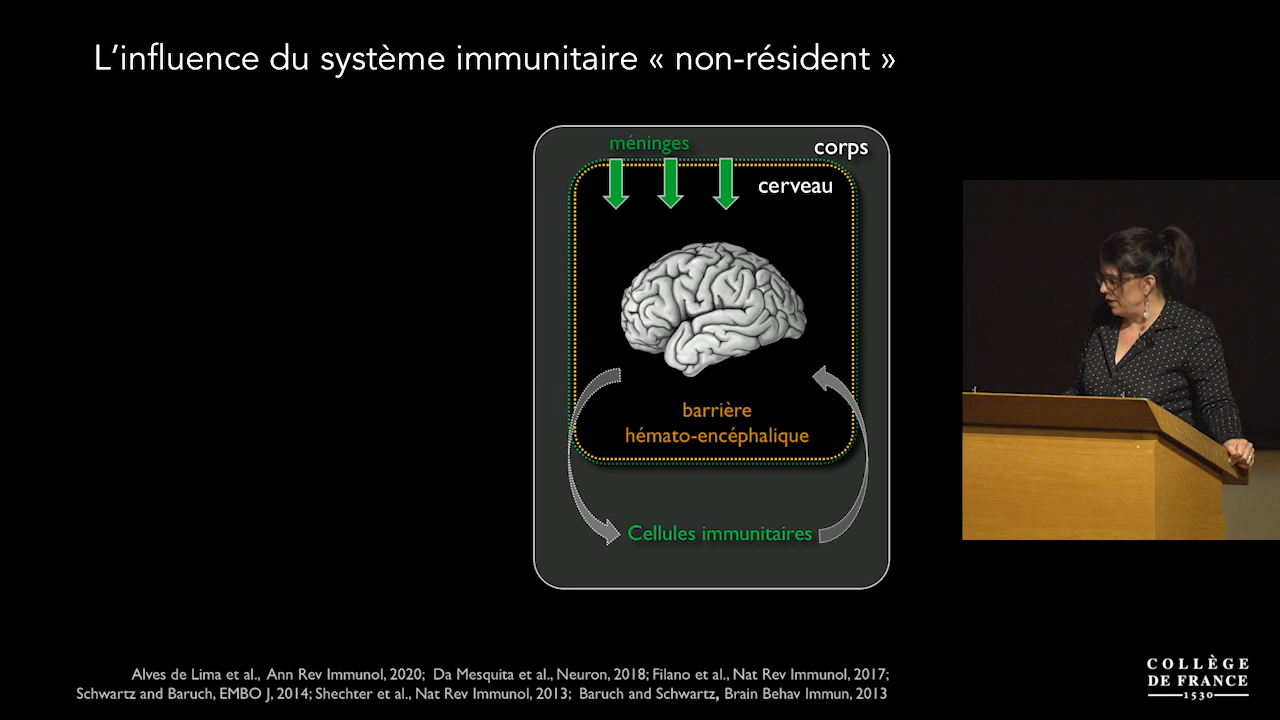 L'influence du système immunitaire « non-résident »
méninges
corps
cerveau
barrière
hémato-encéphalique
Cellules immunitaires
Alves de Lima et al., Ann Rev Immunol, 2020; Da Mesquita et al., Neuron, 2018; Filano et al., Nat Rev Immunol, 2017;
Schwartz and Baruch, EMBO J, 2014; Shechter et al., Nat Rev Immunol, 2013; Baruch and Schwartz, Brain Behav Immun, 2013
COLLÈGE
DE FRANCE
1530